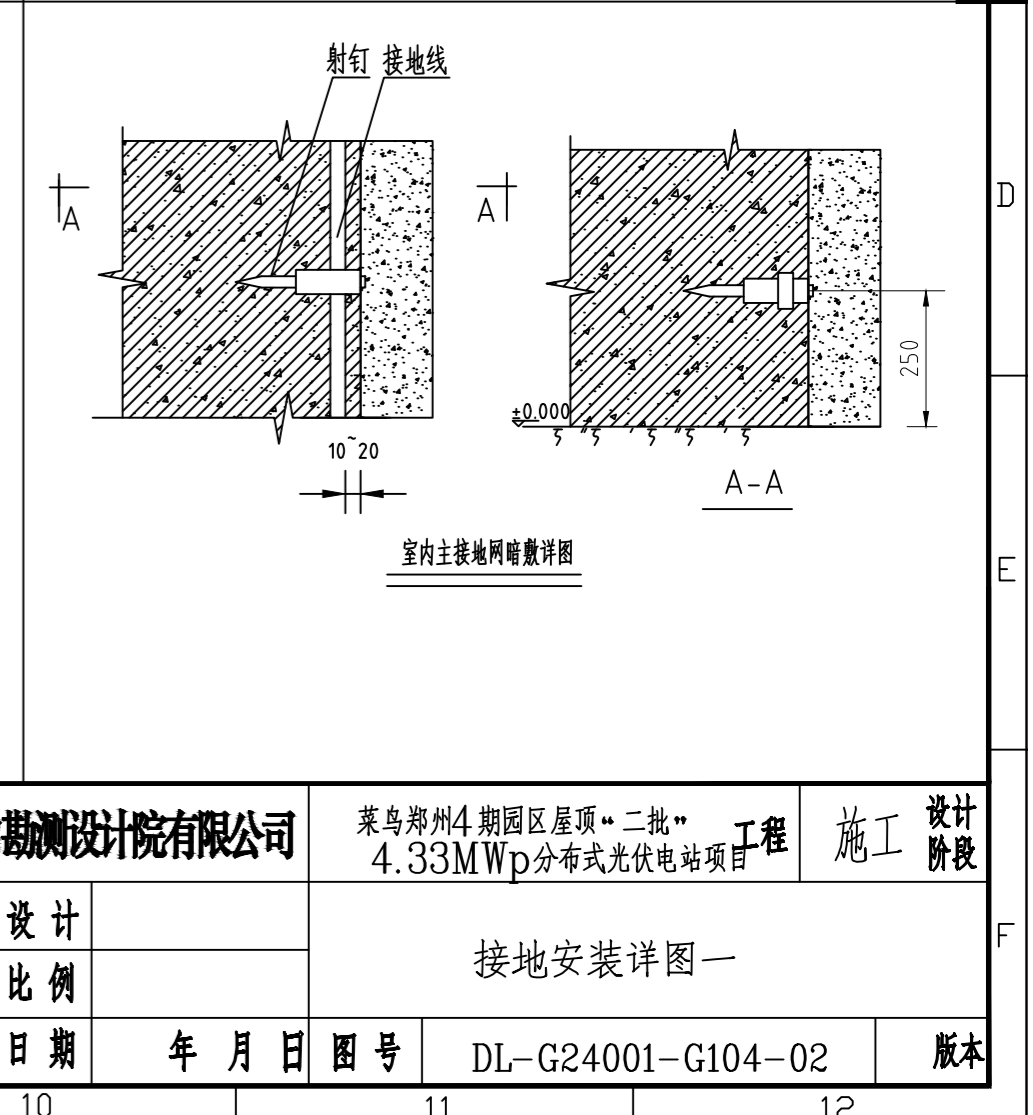 射钉 接地线
D
A
A
250
±0.000
10~20
A-A
室内主接地网暗敷详图
E
勘测设计院有限公司
菜鸟郑州4期园区屋顶“二批”
4.33MWp分布式光伏电站项目
工程
施工
设计
阶段
设 计
接地安装详图一
F
比 例
日 期
年 月 日
图 号
DL-G24001-G104-02
版本
10
11
12